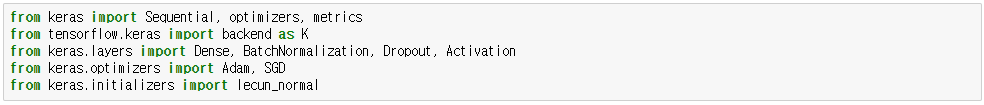 from keras import Sequential, optimizers, metrics
from tensorflow.keras import backend as K
from keras.layers import Dense, BatchNormalization, Dropout, Activation
from keras.optimizers import Adam, SGD
from keras.initializers import lecun_normal